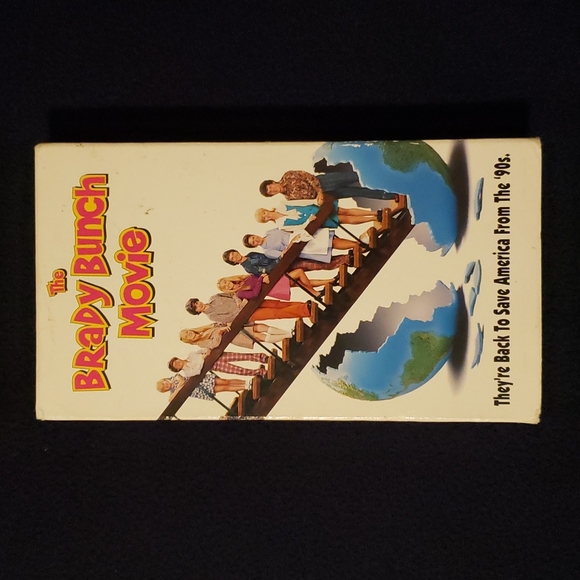 The
BRADY BUNCH
MOVIE
They're Back To Save America From The '90s.